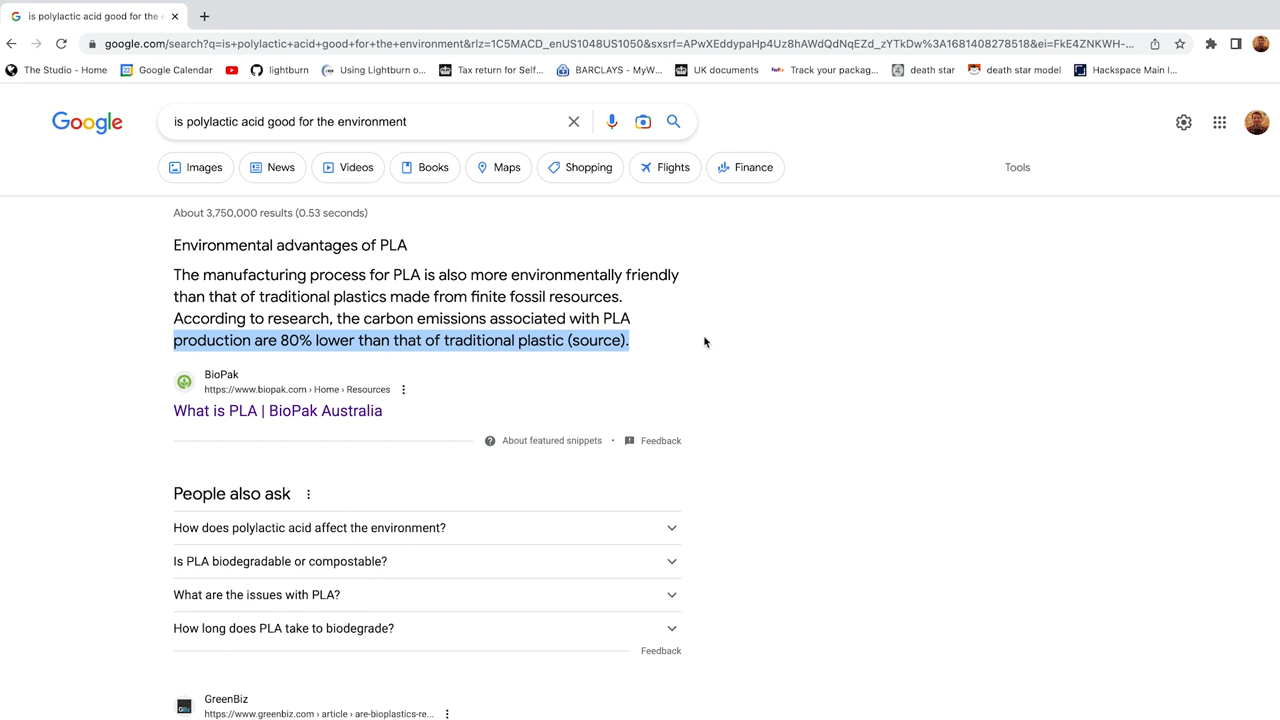 is polylactic acid good for the e
google.com/search?q=is+polylactic+acid+good+for+the+environment&rlz=1C5MACD_enUS1048US1050&sxsrf=APwXEddypaHp4Uz8hAWdQdNqEZd_zYTkDw%3A1681408278518&ei=FkE4ZNKWH-...
The Studio - Home Google Calendar lightburn Using Lightburn o... Tax return for Self... BARCLAYS - MyW... UK documents Track your packag... death star death star model Hackspace Main I...
Google is polylactic acid good for the environment
Images News Videos Books Maps Shopping Flights Finance Tools
About 3,750,000 results (0.53 seconds)
Environmental advantages of PLA
The manufacturing process for PLA is also more environmentally friendly
than that of traditional plastics made from finite fossil resources.
According to research, the carbon emissions associated with PLA
production are 80% lower than that of traditional plastic (source).
BioPak
https://www.biopak.com › Home › Resources
What is PLA | BioPak Australia
About featured snippets • Feedback
People also ask
How does polylactic acid affect the environment?
Is PLA biodegradable or compostable?
What are the issues with PLA?
How long does PLA take to biodegrade?
Feedback
GreenBiz
https://www.greenbiz.com › article › are-bioplastics-re...